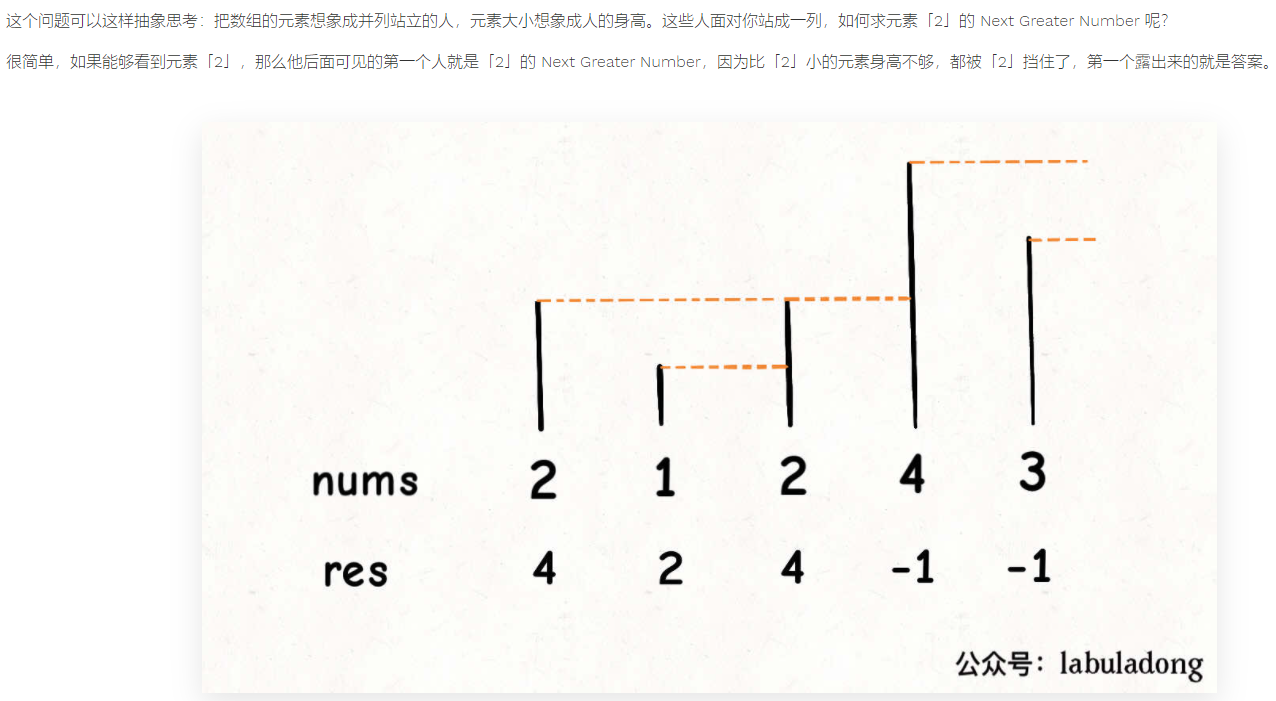 这个问题可以这样抽象思考：把数组的元素想象成并列站立的人，元素大小想象成人的身高。这些人面对你站成一列，如何求元素「2」的 Next Greater Number 呢？
很简单，如果能够看到元素「2」，那么他后面可见的第一个人就是「2」的 Next Greater Number，因为比「2」小的元素身高不够，都被「2」挡住了，第一个露出来的就是答案。
nums 2 1 2 4 3
res 4 2 4 -1 -1
公众号：labuladong